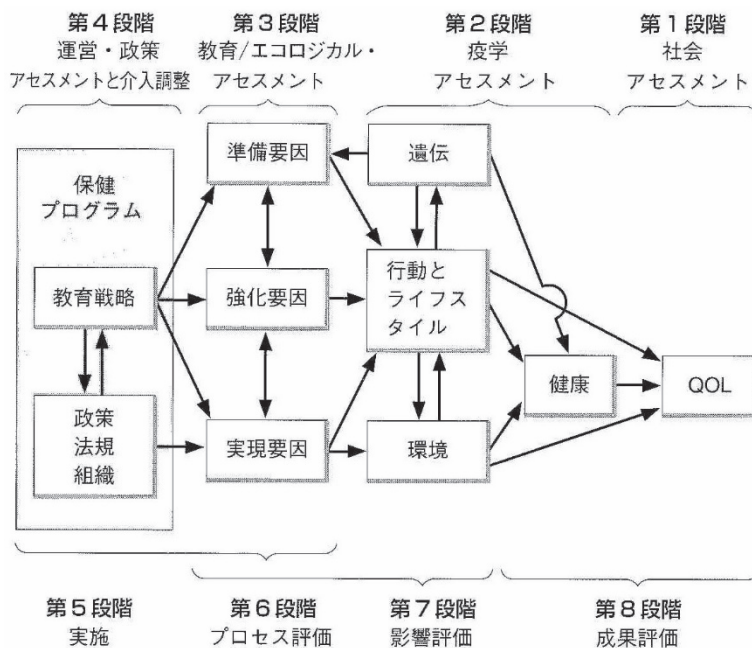 第4段階
運営・政策
アセスメントと介入調整
第3段階
教育/エコロジカル・
アセスメント
第2段階
疫学
アセスメント
第1段階
社会
アセスメント
保健
プログラム
教育戦略
政策
法規
組織
準備要因
強化要因
実現要因
遺伝
行動と
ライフス
タイル
環境
健康
QOL
第5段階
実施
第6段階
プロセス評価
第7段階
影響評価
第8段階
成果評価